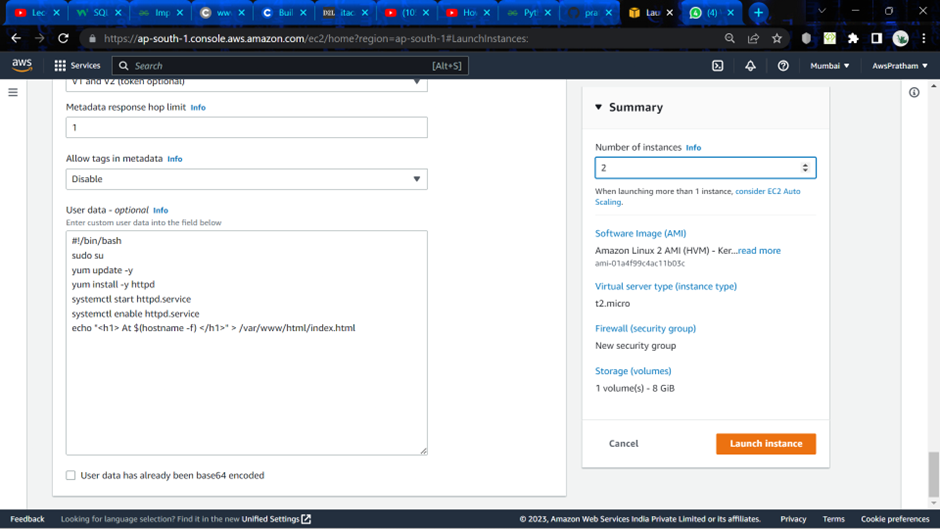 Lec
SQL
Imp
www
Buil
DXL itac
(10
Ho
Pyt
pra
Lau
(4)
https://ap-south-1.console.aws.amazon.com/ec2/home?region=ap-south-1#LaunchInstances:
aws
Services
Search
[Alt+S]
Mumbai
AwsPratham
V1 and V2 (token optional)
Metadata response hop limit Info
1
Allow tags in metadata Info
Disable
User data - optional Info
Enter custom user data into the field below
#!/bin/bash
sudo su
yum update -y
yum install -y httpd
systemctl start httpd.service
systemctl enable httpd.service
echo "<h1> At $(hostname -f) </h1>" > /var/www/html/index.html
User data has already been base64 encoded
Summary
Number of instances Info
2
When launching more than 1 instance, consider EC2 Auto
Scaling.
Software Image (AMI)
Amazon Linux 2 AMI (HVM) - Ker...read more
ami-01a4f99c4ac11b03c
Virtual server type (instance type)
t2.micro
Firewall (security group)
New security group
Storage (volumes)
1 volume(s) - 8 GiB
Cancel
Launch instance
Feedback
Looking for language selection? Find it in the new Unified Settings
© 2023, Amazon Web Services India Private Limited or its affiliates.
Privacy
Terms
Cookie preferences